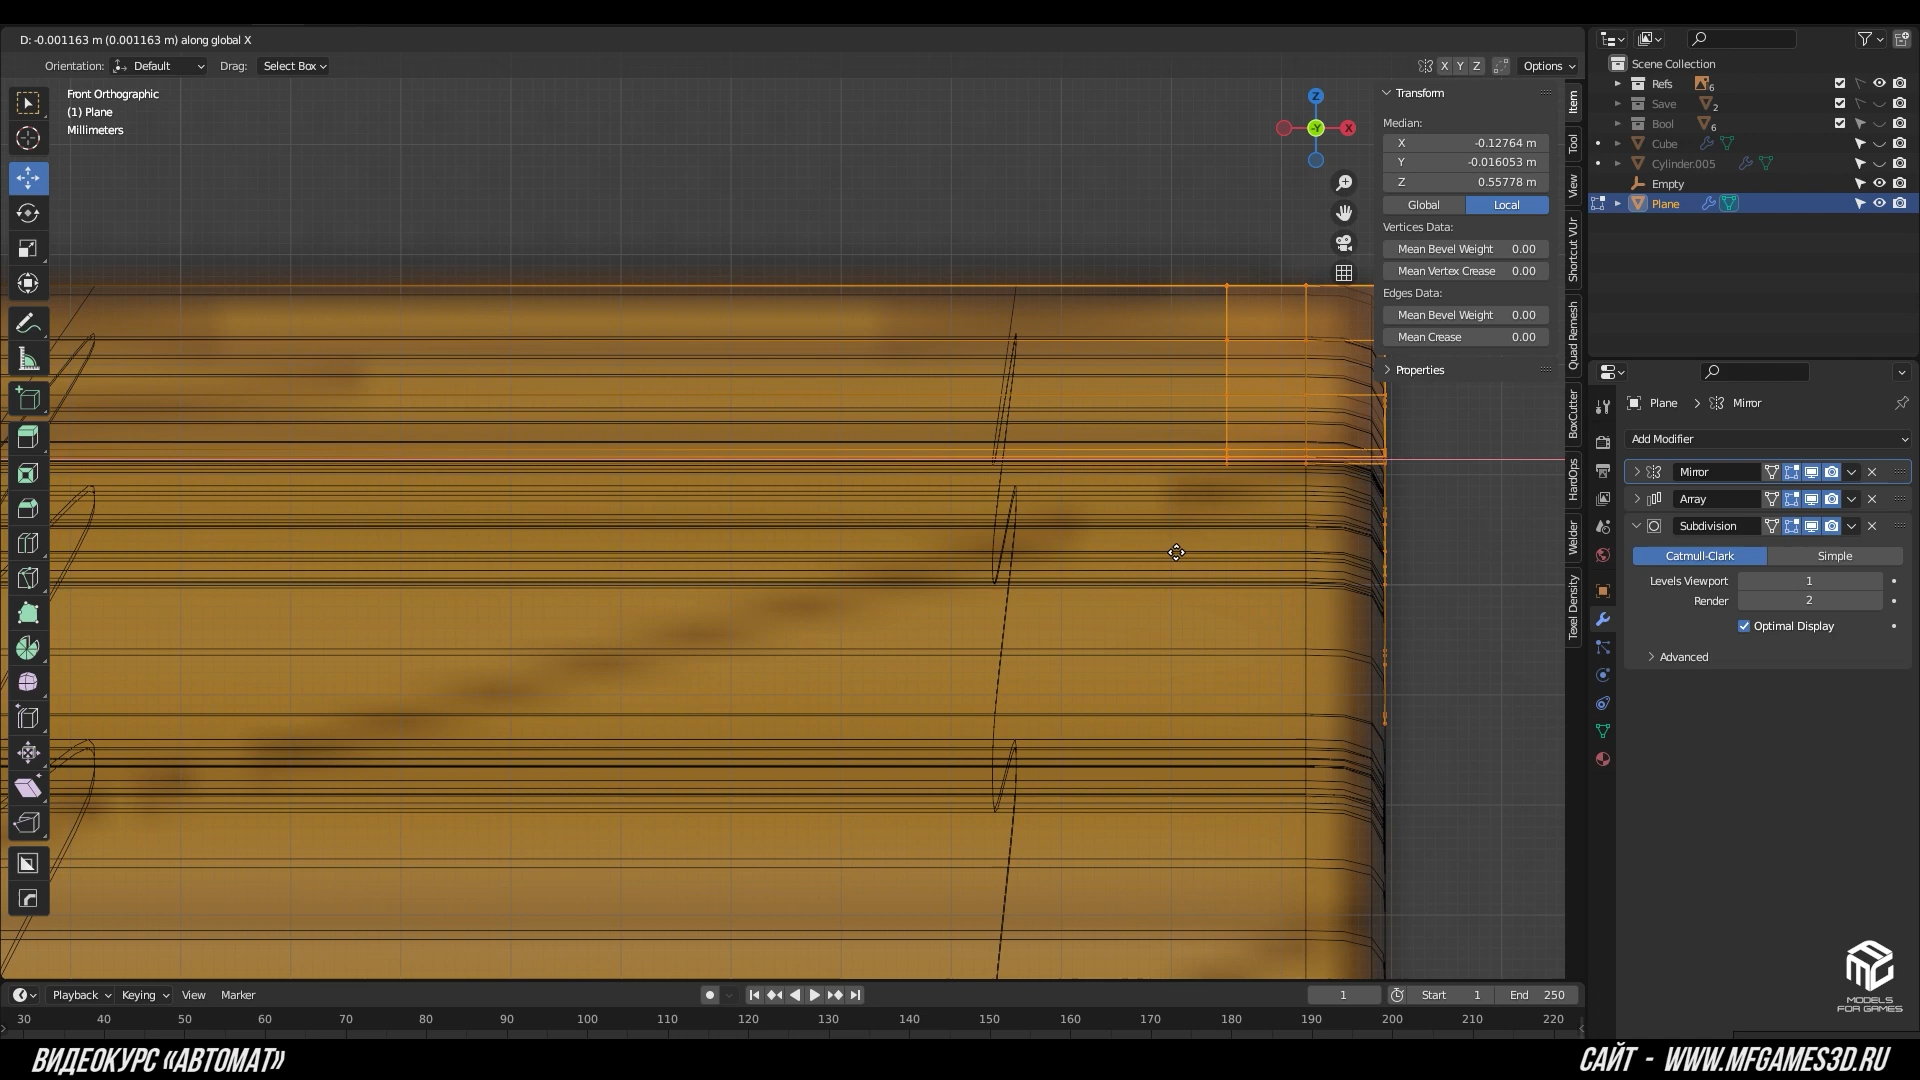 D: -0.001163 m (0.001163 m) along global X
Orientation: Default Drag: Select Box X Y Z Options
Front Orthographic
(1) Plane
Millimeters
Z
-Y X
Transform
Median:
X -0.12764 m
Y -0.016053 m
Z 0.55778 m
Global Local
Vertices Data:
Mean Bevel Weight 0.00
Mean Vertex Crease 0.00
Edges Data:
Mean Bevel Weight 0.00
Mean Crease 0.00
Properties
Item
Tool
View
Shortcut VUr
Quad Remesh
BoxCutter
HardOps
Welder
Texel Density
Scene Collection
Refs 6
Save 2
Bool 6
Cube
Cylinder.005
Empty
Plane
Plane > Mirror
Add Modifier
Mirror
Array
Subdivision
Catmull-Clark Simple
Levels Viewport 1
Render 2
Optimal Display
Advanced
MODELS
FOR GAMES
Playback Keying View Marker 1 Start 1 End 250
30 40 50 60 70 80 90 100 110 120 130 140 150 160 170 180 190 200 210 220
ВИДЕОКУРС «АВТОМАТ» САЙТ - WWW.MFGAMES3D.RU